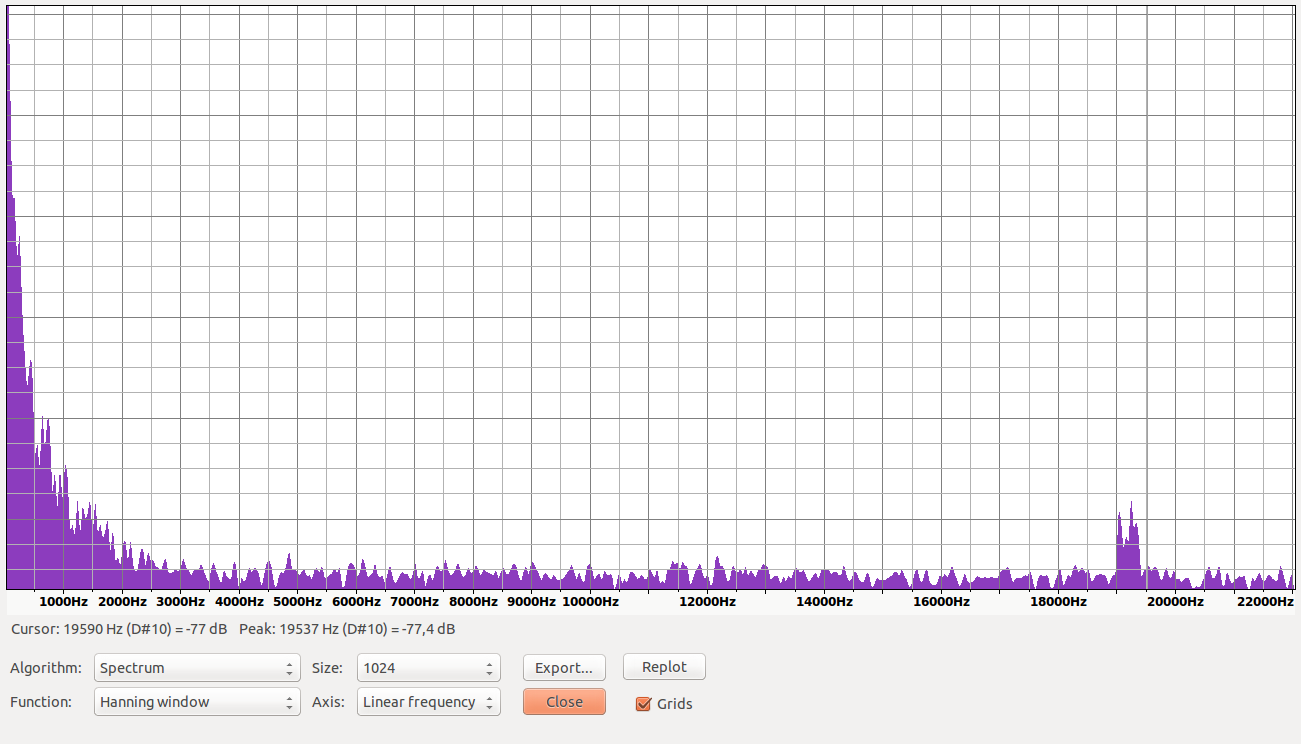 1000Hz 2000Hz 3000Hz 4000Hz 5000Hz 6000Hz 7000Hz 8000Hz 9000Hz 10000Hz 12000Hz 14000Hz 16000Hz 18000Hz 20000Hz 22000Hz
Cursor: 19590 Hz (D#10) = -77 dB Peak: 19537 Hz (D#10) = -77,4 dB
Algorithm: Spectrum Size: 1024 Export... Replot
Function: Hanning window Axis: Linear frequency Close Grids